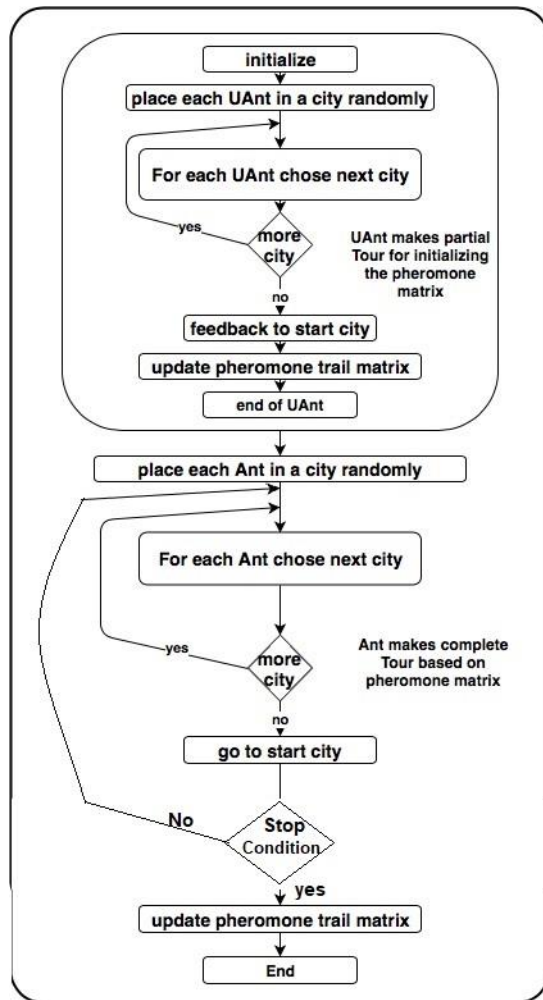 initialize
place each UAnt in a city randomly
For each UAnt chose next city
yes
more
city
UAnt makes partial
Tour for initializing
the pheromone
matrix
no
feedback to start city
update pheromone trail matrix
end of UAnt
place each Ant in a city randomly
For each Ant chose next city
yes
more
city
Ant makes complete
Tour based on
pheromone matrix
no
go to start city
No
Stop
Condition
yes
update pheromone trail matrix
End